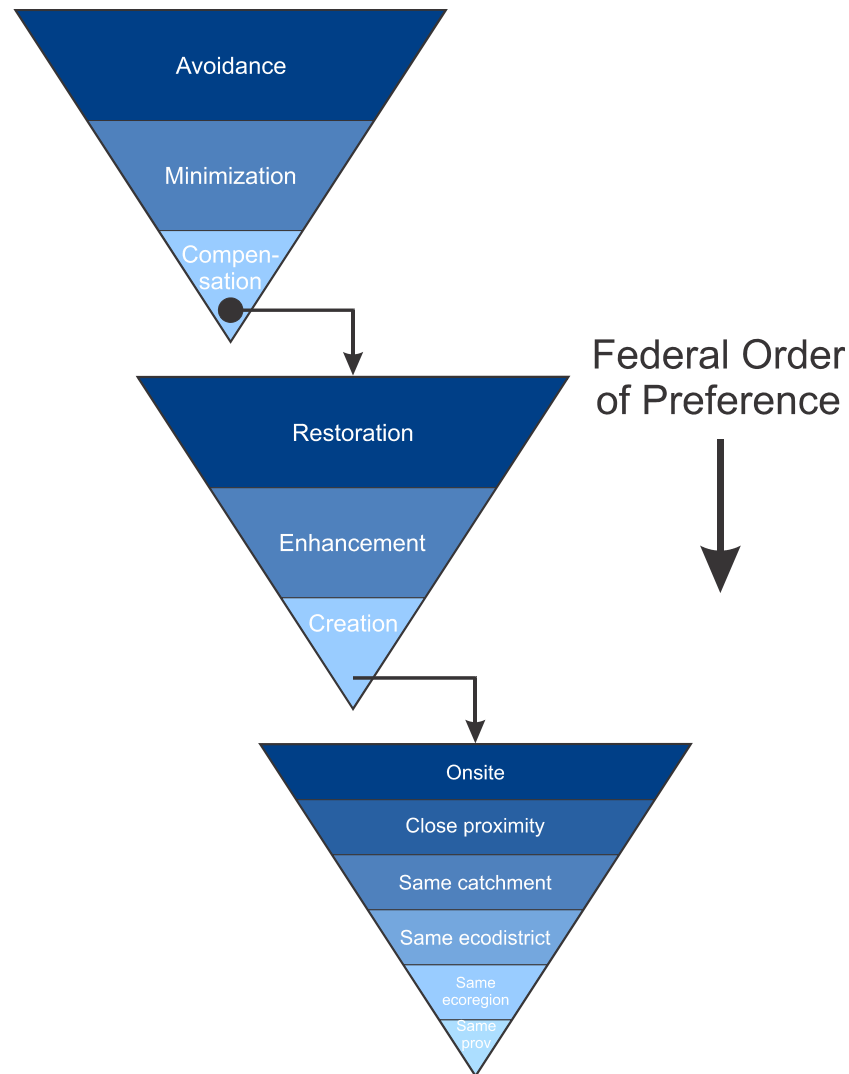 Avoidance
Minimization
Compen-
sation
Federal Order
of Preference
Restoration
Enhancement
Creation
Onsite
Close proximity
Same catchment
Same ecodistrict
Same
ecoregion
Same
prov